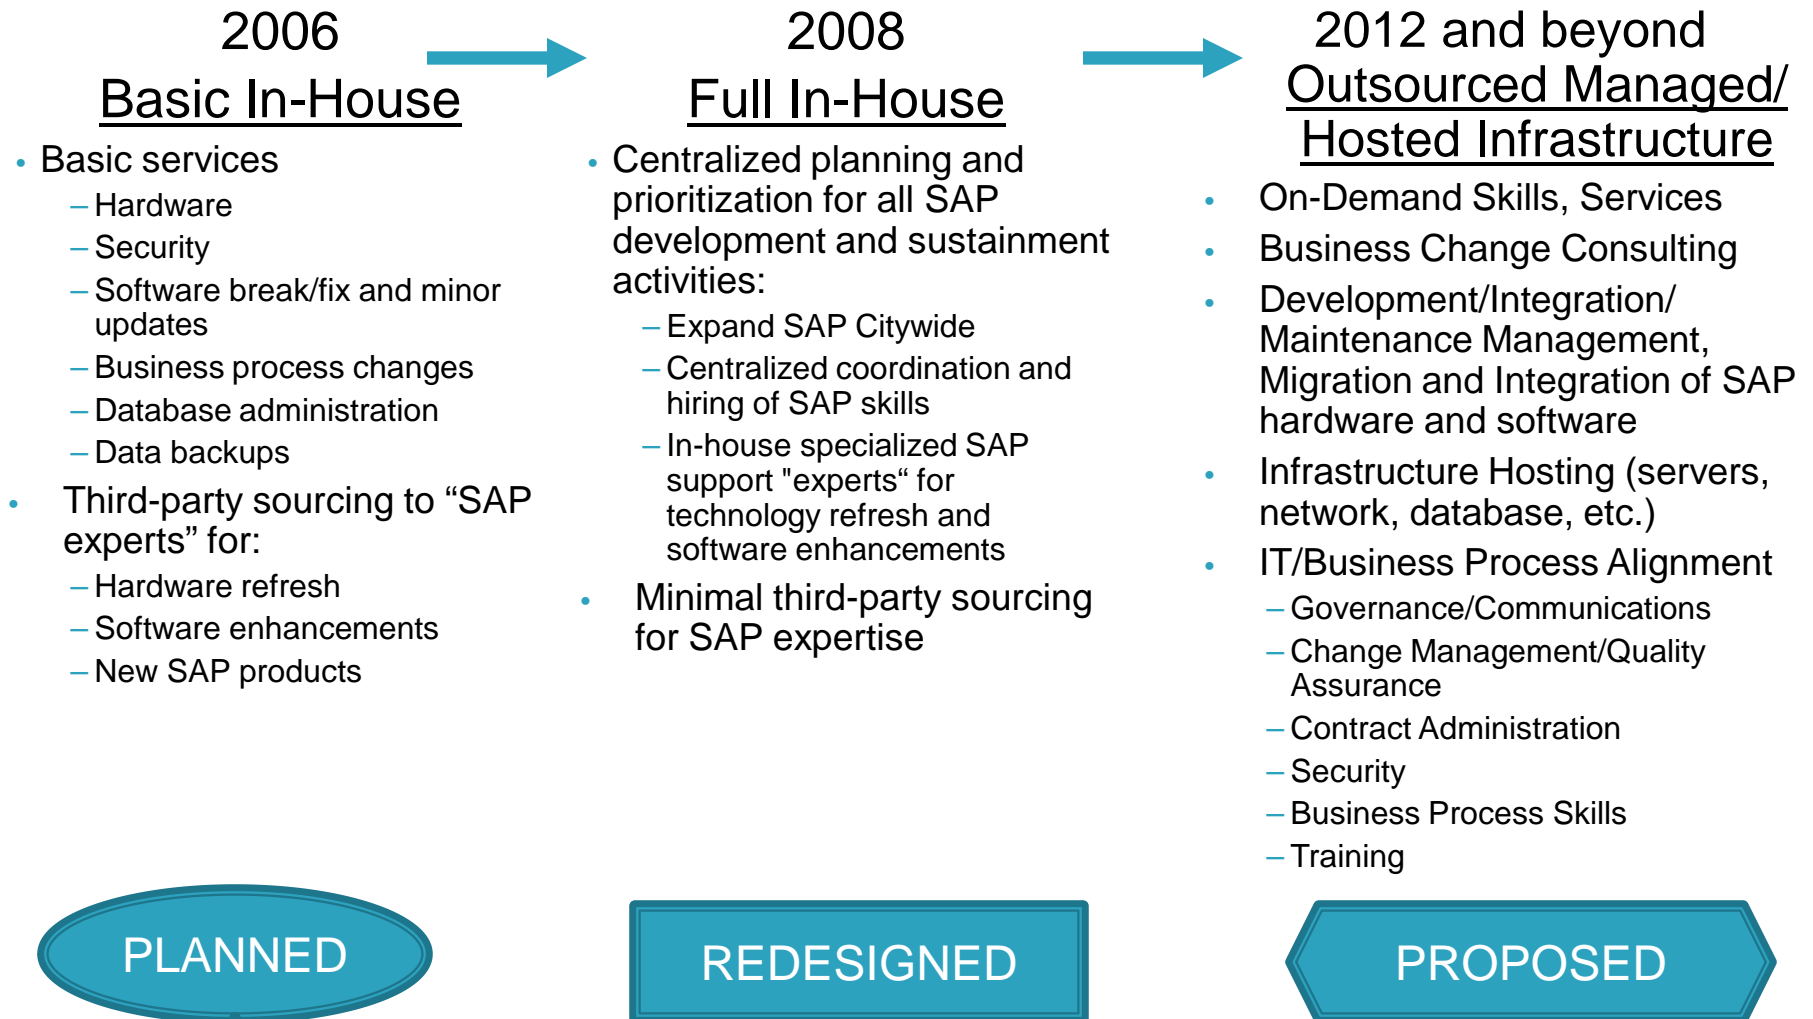 2006
Basic In-House
• Basic services
– Hardware
– Security
– Software break/fix and minor
updates
– Business process changes
– Database administration
– Data backups
• Third-party sourcing to “SAP
experts” for:
– Hardware refresh
– Software enhancements
– New SAP products
PLANNED
2008
Full In-House
• Centralized planning and
prioritization for all SAP
development and sustainment
activities:
– Expand SAP Citywide
– Centralized coordination and
hiring of SAP skills
– In-house specialized SAP
support "experts“ for
technology refresh and
software enhancements
• Minimal third-party sourcing
for SAP expertise
REDESIGNED
2012 and beyond
Outsourced Managed/
Hosted Infrastructure
• On-Demand Skills, Services
• Business Change Consulting
• Development/Integration/
Maintenance Management,
Migration and Integration of SAP
hardware and software
• Infrastructure Hosting (servers,
network, database, etc.)
• IT/Business Process Alignment
– Governance/Communications
– Change Management/Quality
Assurance
– Contract Administration
– Security
– Business Process Skills
– Training
PROPOSED